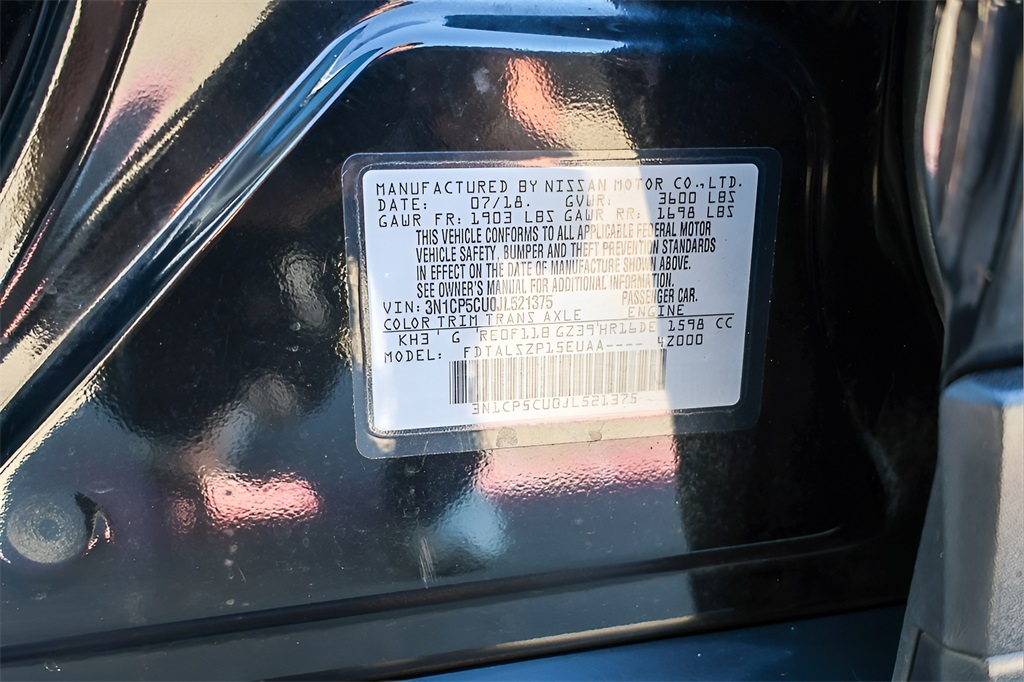 MANUFACTURED BY NISSAN MOTOR CO.,LTD.
DATE: 07/18. GVWR: 3600 LBS
GAWR FR: 1903 LBS GAWR RR: 1698 LBS
THIS VEHICLE CONFORMS TO ALL APPLICABLE FEDERAL MOTOR
VEHICLE SAFETY, BUMPER AND THEFT PREVENTION STANDARDS
IN EFFECT ON THE DATE OF MANUFACTURE SHOWN ABOVE.
SEE OWNER'S MANUAL FOR ADDITIONAL INFORMATION.
VIN: 3N1CP5CU0JL521375 PASSENGER CAR.
COLOR TRIM TRANS AXLE ENGINE
KH3 G RE0F11B GZ39 HR16DE 1598 CC
MODEL: FDTALSZP15EUAA---- 42000
3N1CP5CU0JL521375